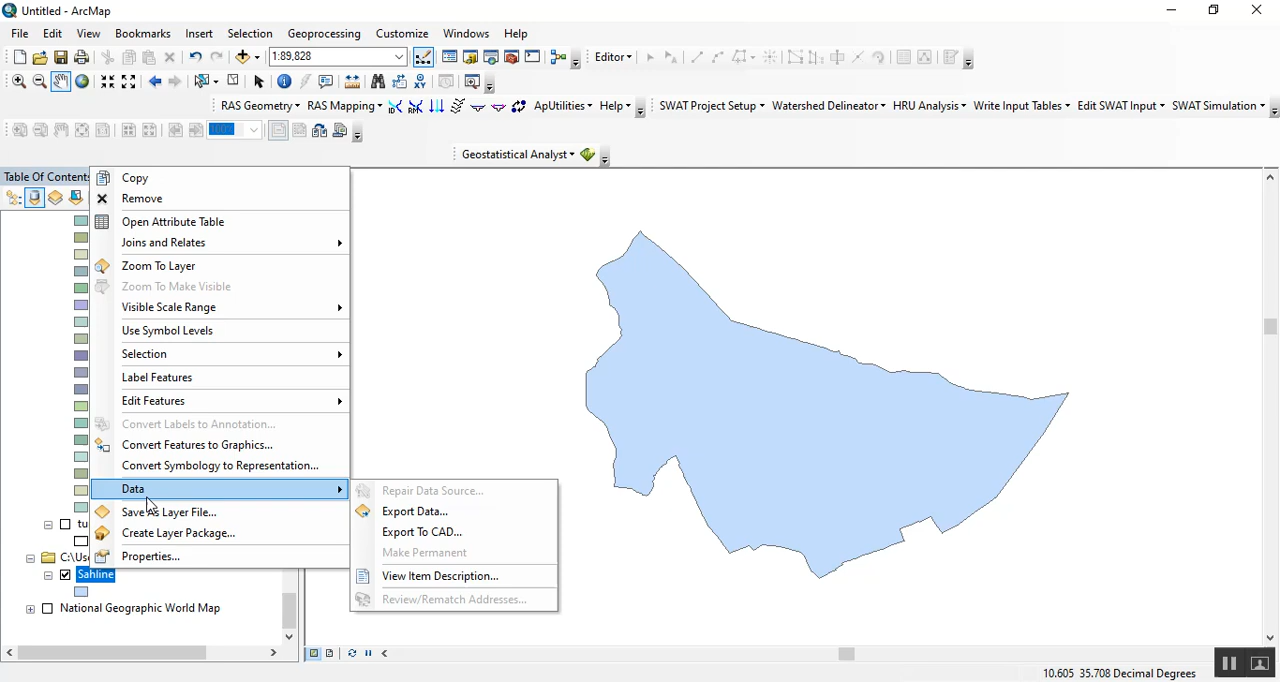 Untitled - ArcMap
File Edit View Bookmarks Insert Selection Geoprocessing Customize Windows Help
1:89,828 Editor
RAS Geometry RAS Mapping ApUtilities Help SWAT Project Setup Watershed Delineator HRU Analysis Write Input Tables Edit SWAT Input SWAT Simulation
Geostatistical Analyst
Table Of Contents
Copy
Remove
Open Attribute Table
Joins and Relates
Zoom To Layer
Zoom To Make Visible
Visible Scale Range
Use Symbol Levels
Selection
Label Features
Edit Features
Convert Labels to Annotation...
Convert Features to Graphics...
Convert Symbology to Representation...
Data
Save As Layer File...
Create Layer Package...
Properties...
Repair Data Source...
Export Data...
Export To CAD...
Make Permanent
View Item Description...
Review/Rematch Addresses...
tu
C:\Use
Sahline
National Geographic World Map
10.605 35.708 Decimal Degrees